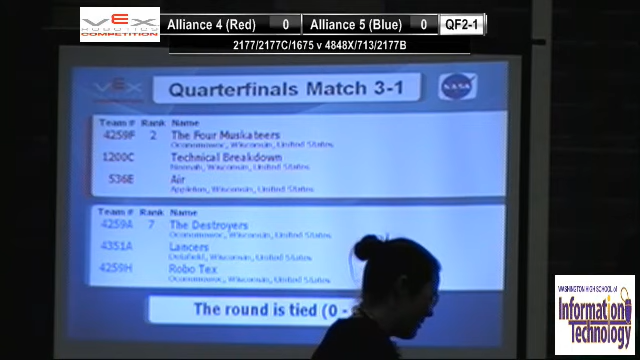 VEX ROBOTICS COMPETITION
Alliance 4 (Red) 0 Alliance 5 (Blue) 0 QF2-1
2177/2177C/1675 v 4848X/713/2177B
VEX Quarterfinals Match 3-1 NASA
Team # Rank Name
4259F 2 The Four Muskateers
Oconomowoc, Wisconsin, United States
1200C Technical Breakdown
Neenah, Wisconsin, United States
536E Air
Appleton, Wisconsin, United States
Team # Rank Name
4259A 7 The Destroyers
Oconomowoc, Wisconsin, United States
4351A Lancers
Delafield, Wisconsin, United States
4259H Robo Tex
Oconomowoc, Wisconsin, United States
The round is tied (0 -
WASHINGTON HIGH SCHOOL of
Information
Technology